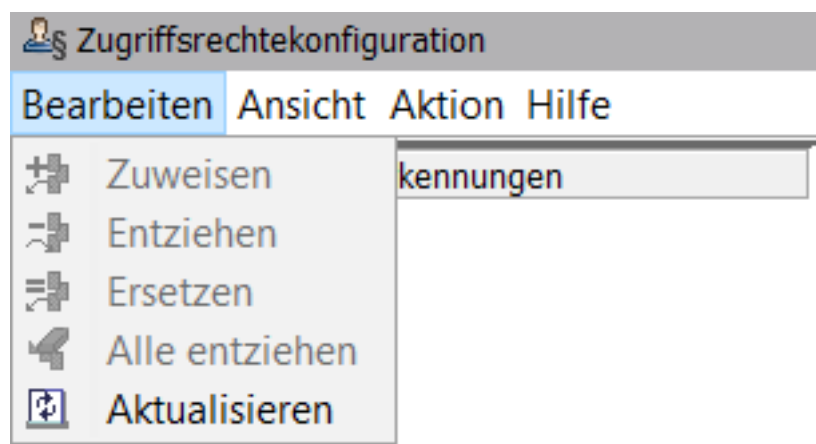 § Zugriffsrechtekonfiguration
Bearbeiten Ansicht Aktion Hilfe
Zuweisen
kennungen
Entziehen
Ersetzen
Alle entziehen
Aktualisieren